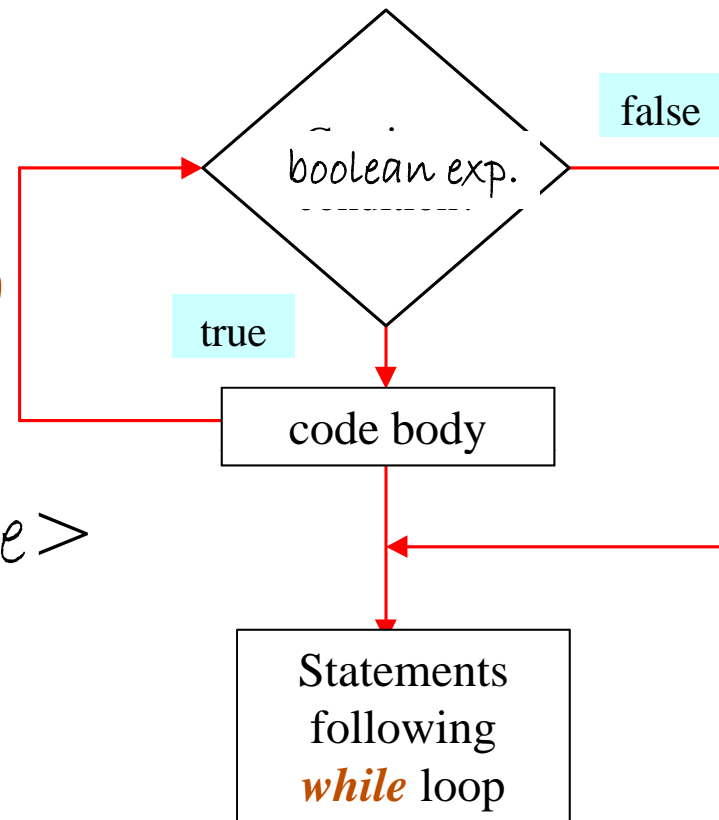 false
boolean exp.
)
true
code body
e>
Statements
following
while loop